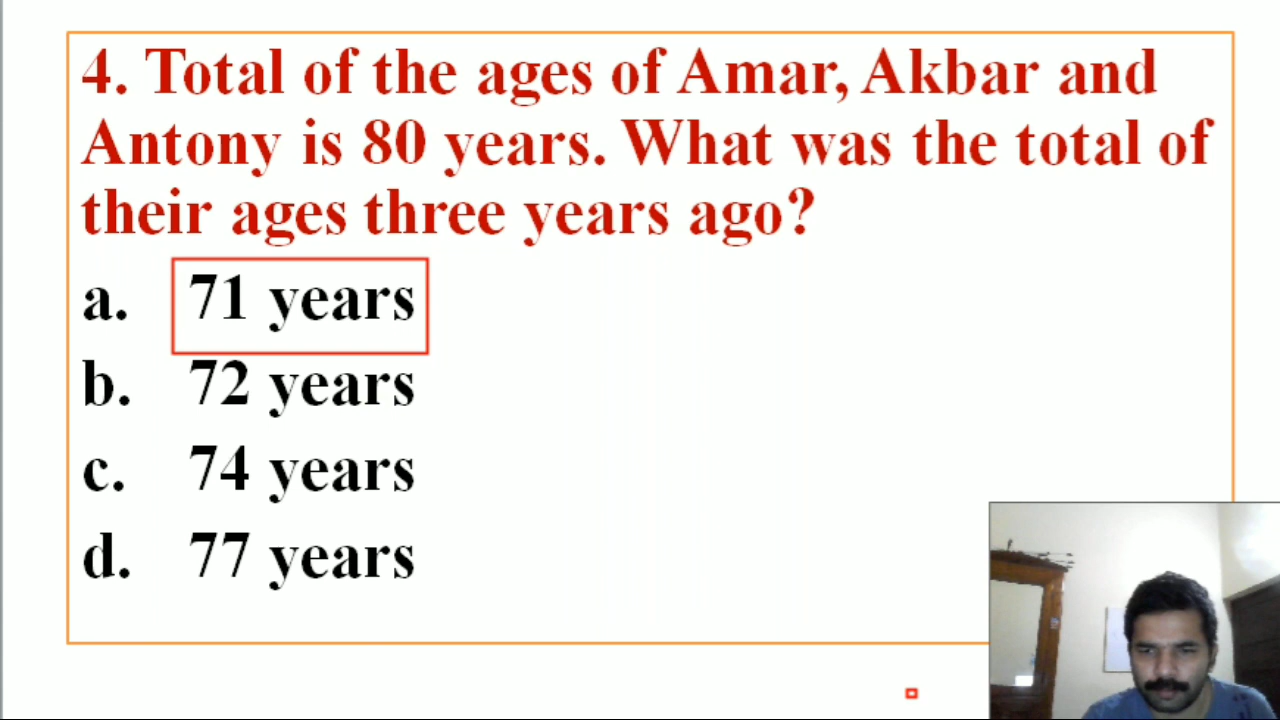 4. Total of the ages of Amar, Akbar and
Antony is 80 years. What was the total of
their ages three years ago?
a. 71 years
b. 72 years
c. 74 years
d. 77 years